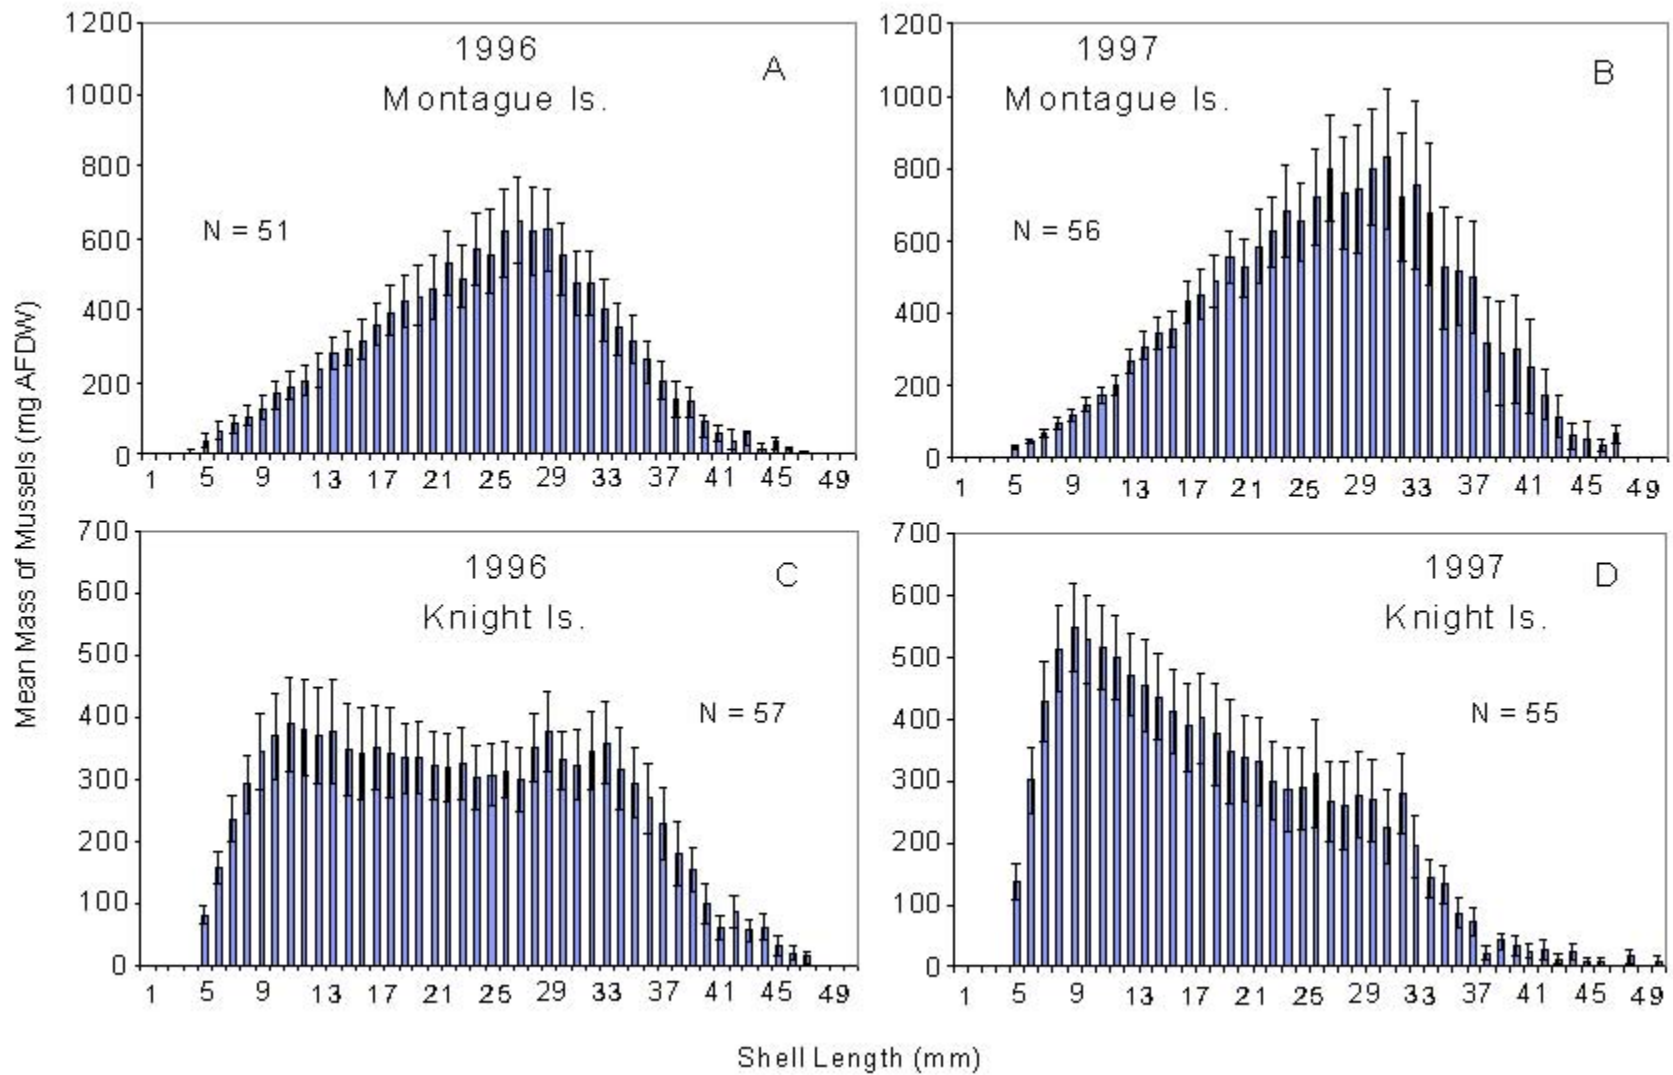 Mean Mass of Mussels (mg AFDW)
1200
1000
800
600
400
200
0
1996
Montague Is.
A
N = 51
1 5 9 13 17 21 25 29 33 37 41 45 49
1200
1000
800
600
400
200
0
1997
Montague Is.
B
N = 56
1 5 9 13 17 21 25 29 33 37 41 45 49
700
600
500
400
300
200
100
0
1996
Knight Is.
C
N = 57
1 5 9 13 17 21 25 29 33 37 41 45 49
700
600
500
400
300
200
100
0
1997
Knight Is.
D
N = 55
1 5 9 13 17 21 25 29 33 37 41 45 49
Shell Length (mm)